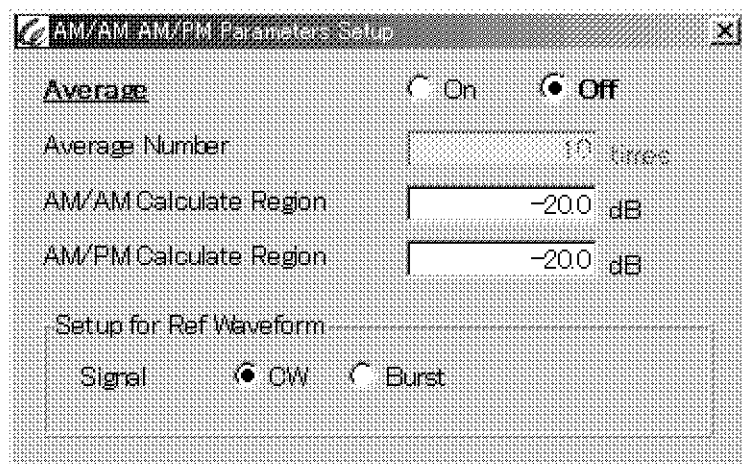 AM/AM AM/PM Parameters Setup
Average On Off
Average Number 10 times
AM/AM Calculate Region -20.0 dB
AM/PM Calculate Region -20.0 dB
Setup for Ref Waveform
Signal CW Burst